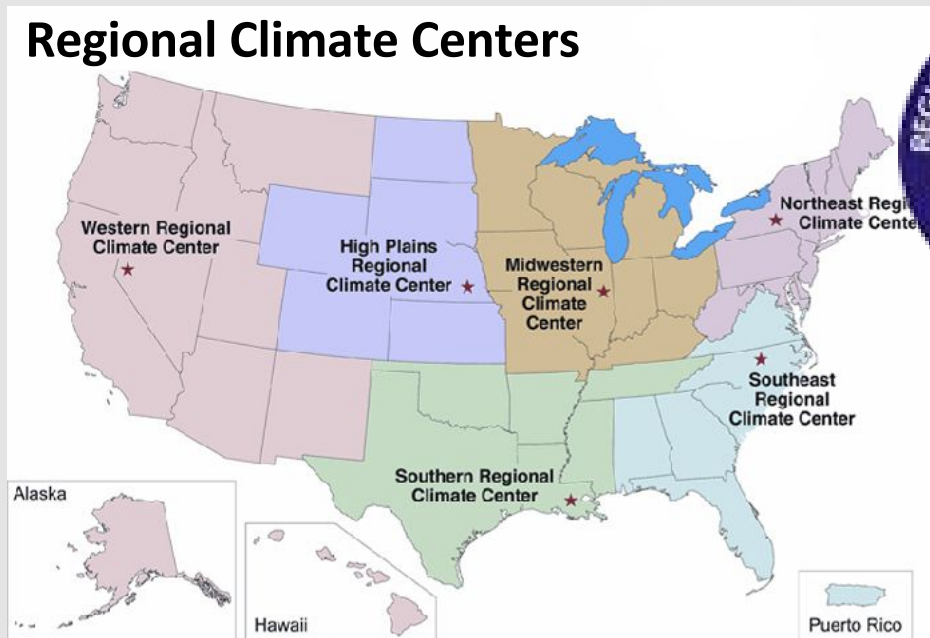 Regional Climate Centers
Western Regional
Climate Center
High Plains
Regional
Climate Center
Midwestern
Regional
Climate
Center
Northeast Regi
Climate Cente
Southeast
Regional
Climate Center
Southern Regional
Climate Center
Alaska
Hawaii
Puerto Rico